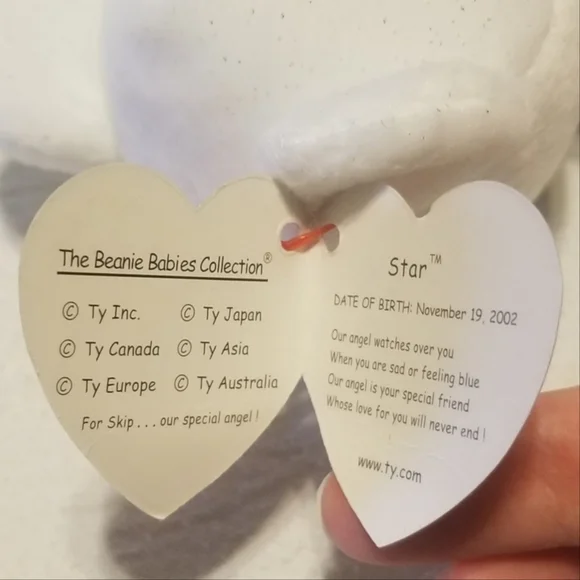 The Beanie Babies Collection®
© Ty Inc. © Ty Japan
© Ty Canada © Ty Asia
© Ty Europe © Ty Australia
For Skip . . . our special angel !
Star™
DATE OF BIRTH: November 19, 2002
Our angel watches over you
When you are sad or feeling blue
Our angel is your special friend
Whose love for you will never end !
www.ty.com